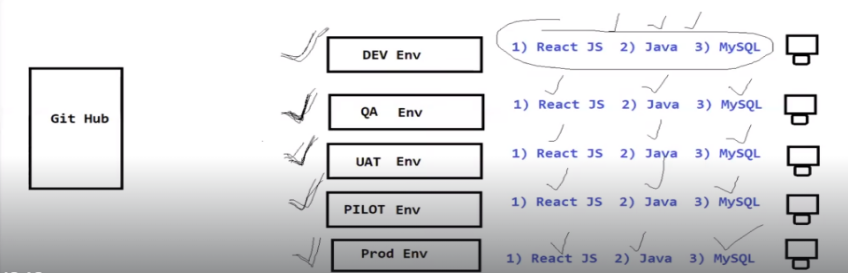 DEV Env 1) React JS 2) Java 3) MySQL
Git Hub
QA Env 1) React JS 2) Java 3) MySQL
UAT Env 1) React JS 2) Java 3) MySQL
PILOT Env 1) React JS 2) Java 3) MySQL
Prod Env 1) React JS 2) Java 3) MySQL